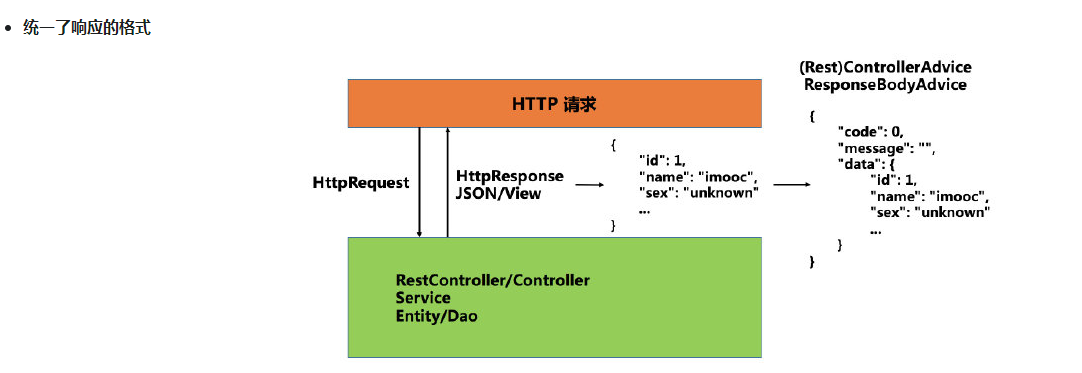 统一了响应的格式
HTTP 请求
HttpRequest
HttpResponse
JSON/View
{
"id": 1,
"name": "imooc",
"sex": "unknown"
...
}
(Rest)ControllerAdvice
ResponseBodyAdvice
{
"code": 0,
"message": "",
"data": {
"id": 1,
"name": "imooc",
"sex": "unknown"
...
}
}
RestController/Controller
Service
Entity/Dao